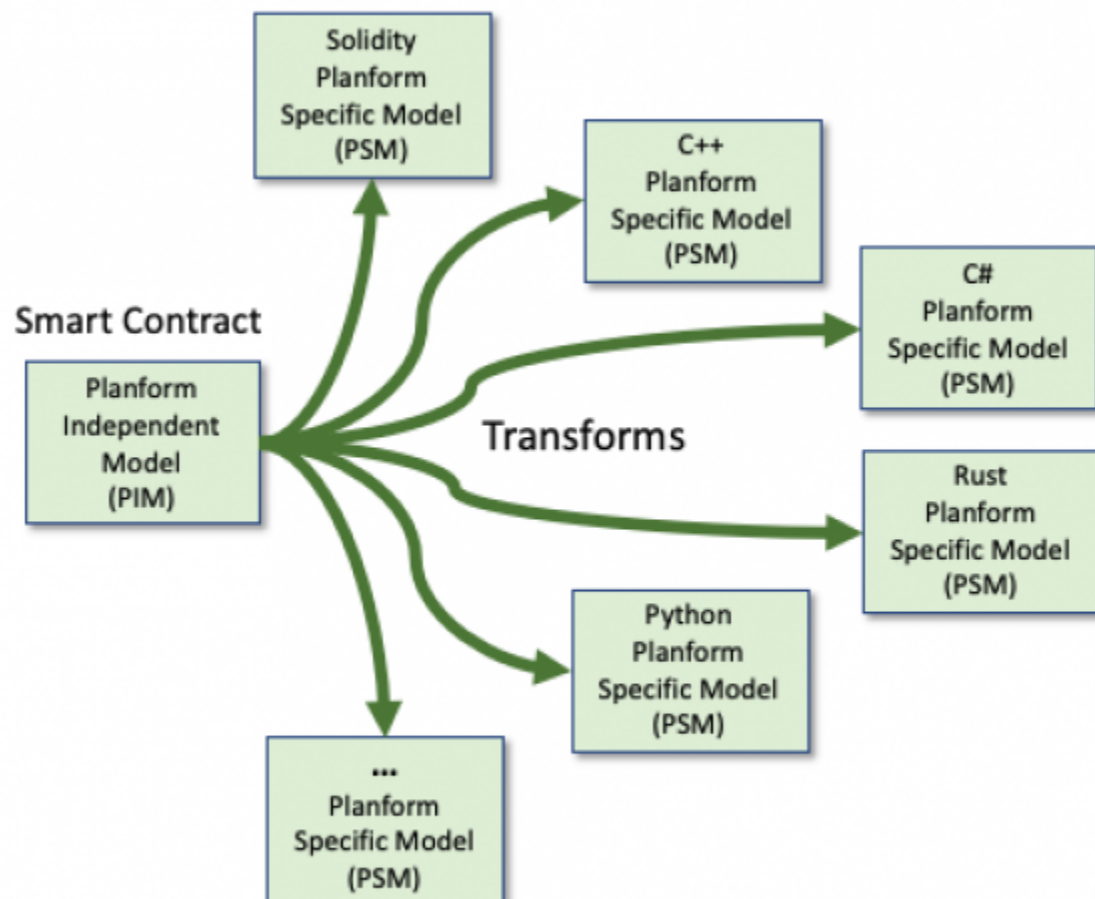 Solidity
Planform
Specific Model
(PSM)
C++
Planform
Specific Model
(PSM)
C#
Planform
Specific Model
(PSM)
Smart Contract
Planform
Independent
Model
(PIM)
Transforms
Rust
Planform
Specific Model
(PSM)
Python
Planform
Specific Model
(PSM)
...
Planform
Specific Model
(PSM)